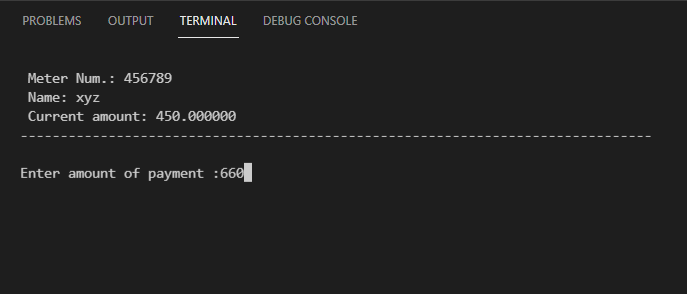 PROBLEMS OUTPUT TERMINAL DEBUG CONSOLE
Meter Num.: 456789
Name: xyz
Current amount: 450.000000
-------------------------------------------------------------------------------
Enter amount of payment :660